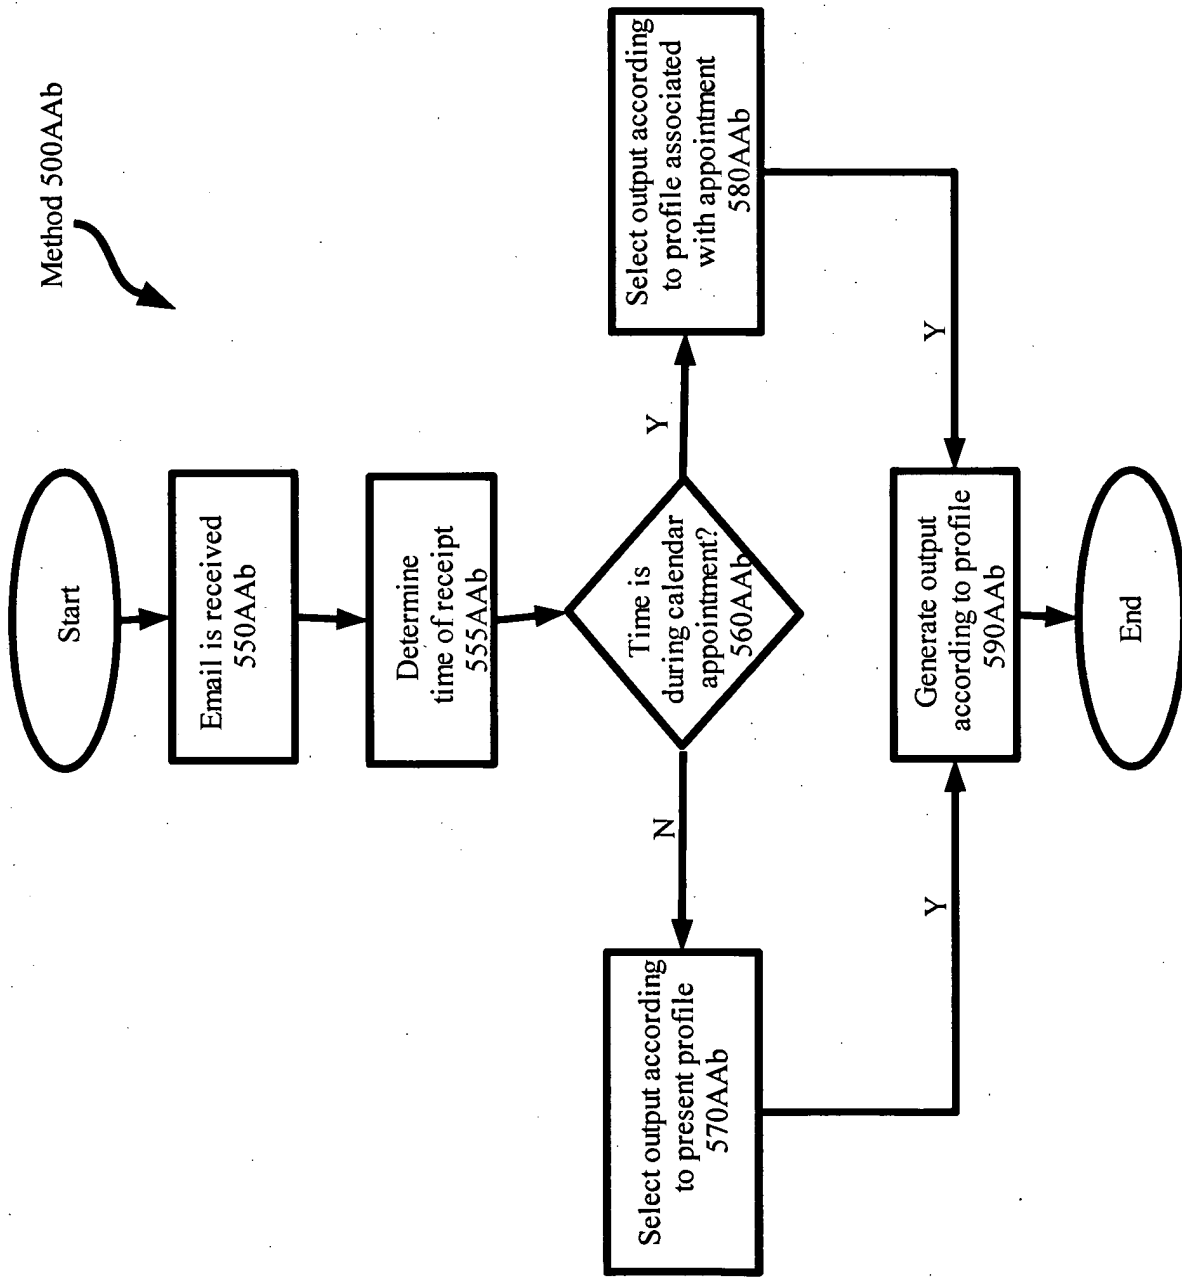 Method 500AAb
Start
Email is received
550AAb
Determine
time of receipt
555AAb
Time is
during calendar
appointment?
560AAb
N
Y
Select output according
to present profile
570AAb
Select output according
to profile associated
with appointment
580AAb
Y
Y
Generate output
according to profile
590AAb
End